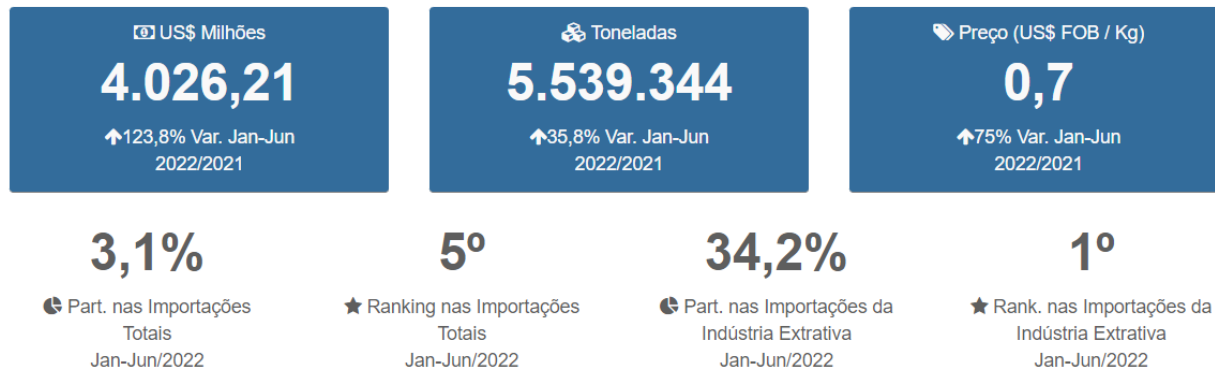 US$ Milhões
4.026,21
123,8% Var. Jan-Jun
2022/2021
Toneladas
5.539.344
35,8% Var. Jan-Jun
2022/2021
Preço (US$ FOB / Kg)
0,7
75% Var. Jan-Jun
2022/2021
3,1%
Part. nas Importações
Totais
Jan-Jun/2022
5º
Ranking nas Importações
Totais
Jan-Jun/2022
34,2%
Part. nas Importações da
Indústria Extrativa
Jan-Jun/2022
1º
Rank. nas Importações da
Indústria Extrativa
Jan-Jun/2022